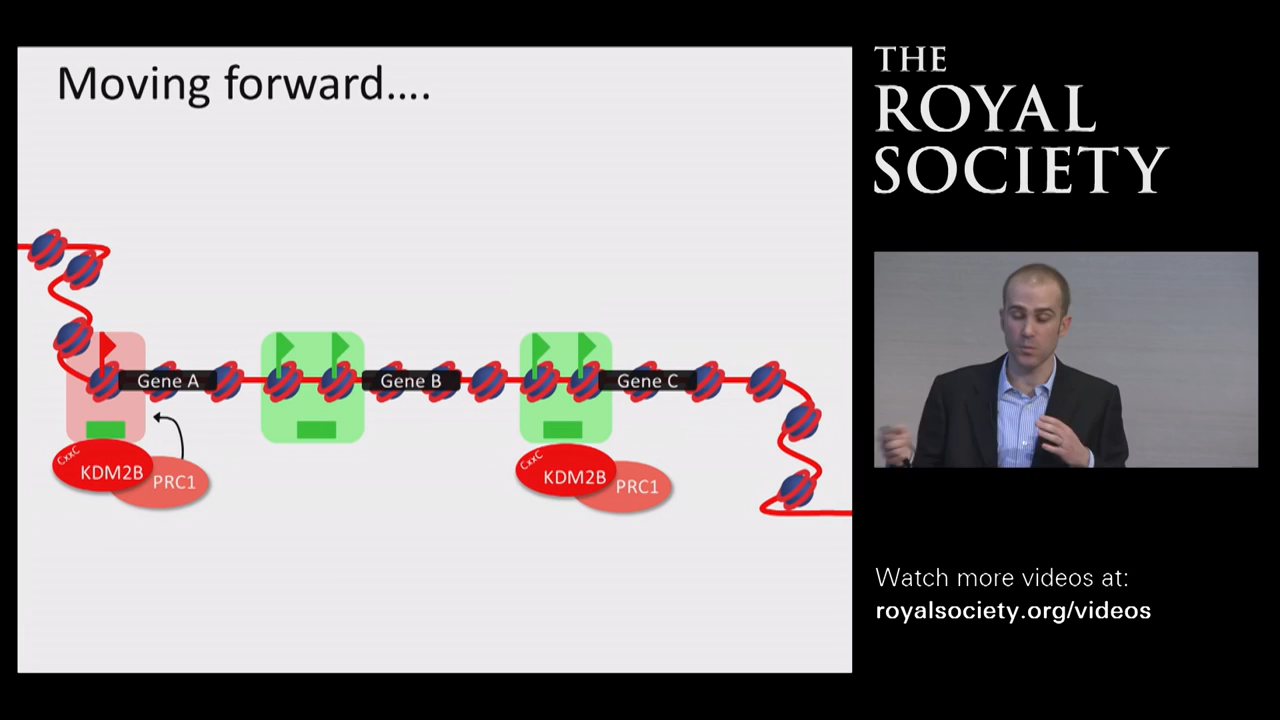 Moving forward....
Gene A
Gene B
Gene C
CxxC
KDM2B
PRC1
CxxC
KDM2B
PRC1
THE
ROYAL
SOCIETY
Watch more videos at:
royalsociety.org/videos